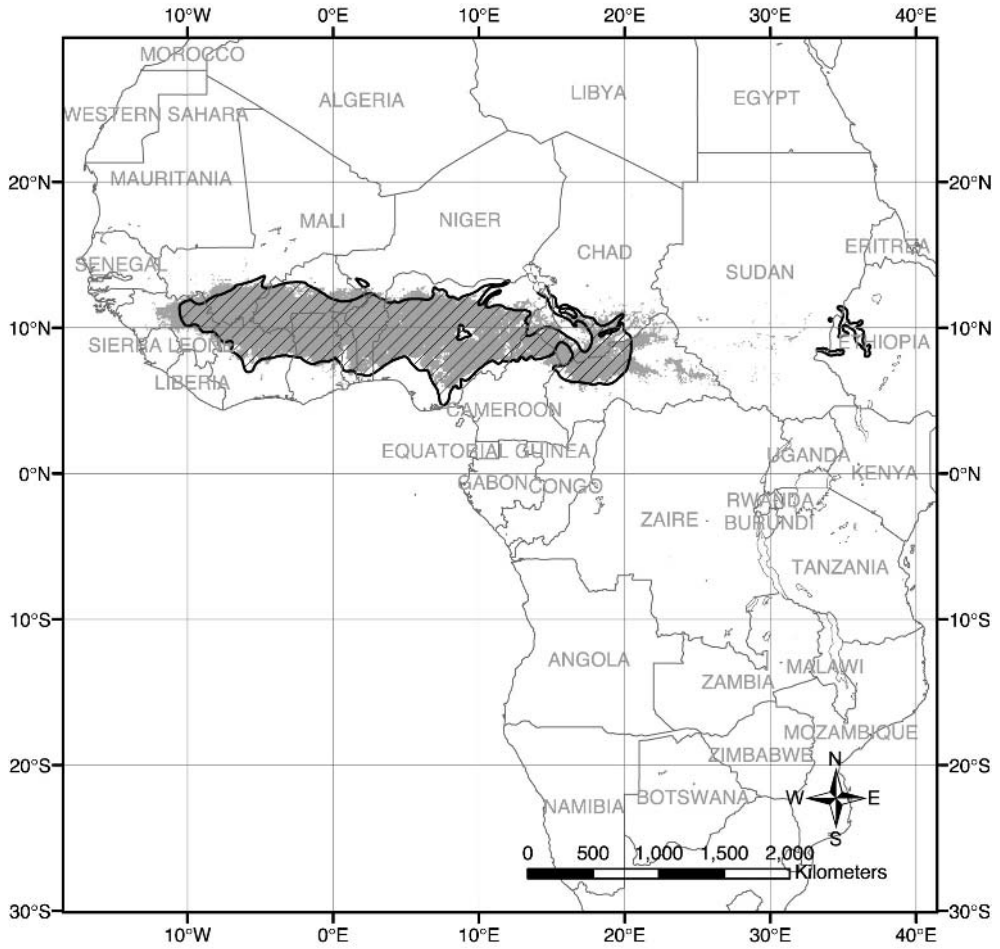 10°W 0°E 10°E 20°E 30°E 40°E
MOROCCO
ALGERIA
LIBYA
EGYPT
WESTERN SAHARA
20°N
MAURITANIA
20°N
MALI
NIGER
CHAD
ERITREA
SENEGAL
SUDAN
10°N
10°N
SIERRA LEONE
ETHIOPIA
LIBERIA
CAMEROON
EQUATORIAL GUINEA
UGANDA
0°N
GABON
CONGO
KENYA
0°N
RWANDA
ZAIRE
BURUNDI
TANZANIA
10°S
10°S
ANGOLA
MALAWI
ZAMBIA
MOZAMBIQUE
ZIMBABWE
20°S
N
20°S
NAMIBIA
BOTSWANA
W E
S
0 500 1,000 1,500 2,000
Kilometers
30°S
30°S
10°W 0°E 10°E 20°E 30°E 40°E